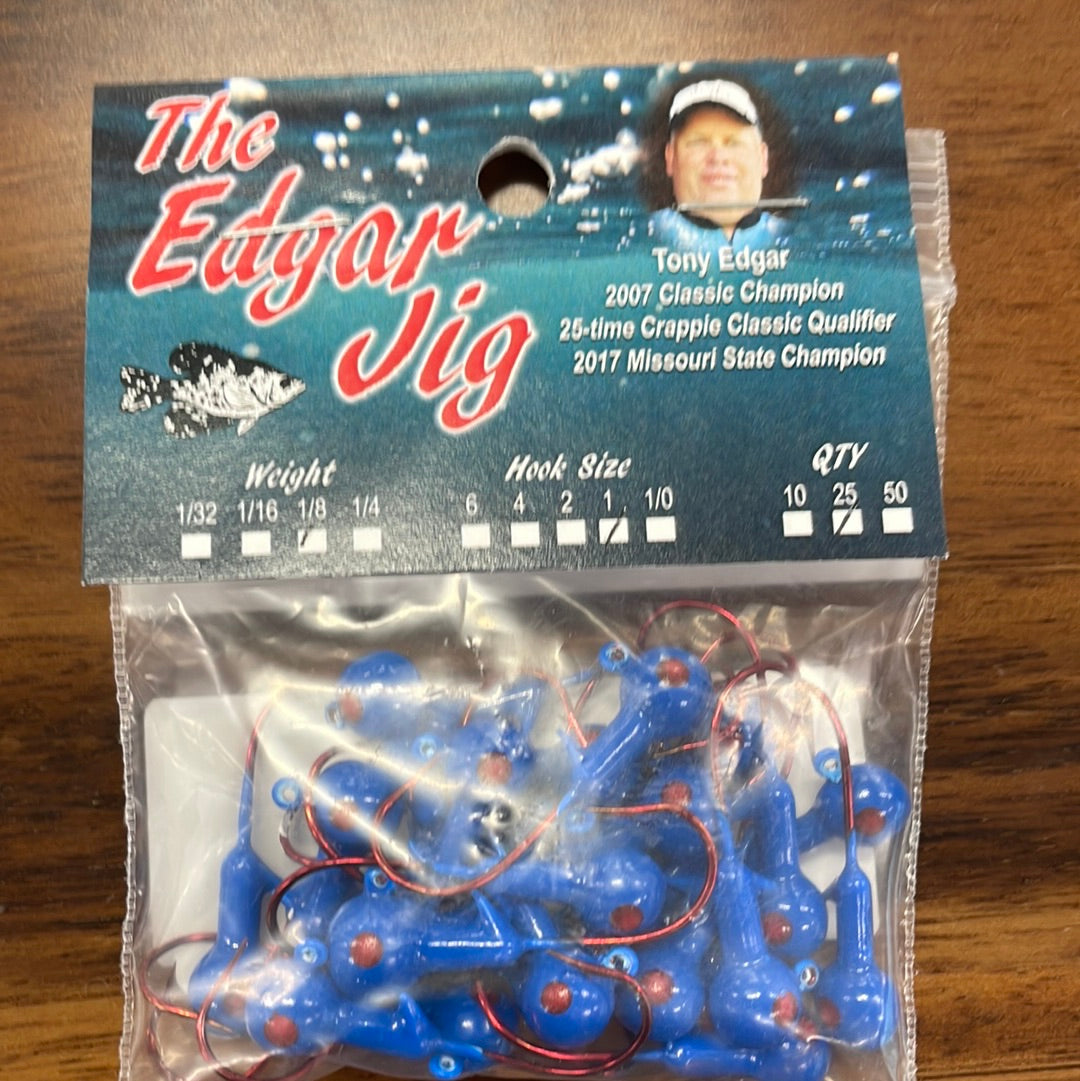 The
Edgar
Jig
Tony Edgar
2007 Classic Champion
25-time Crappie Classic Qualifier
2017 Missouri State Champion
Weight
1/32 1/16 1/8 1/4
Hook Size
6 4 2 1 1/0
QTY
10 25 50